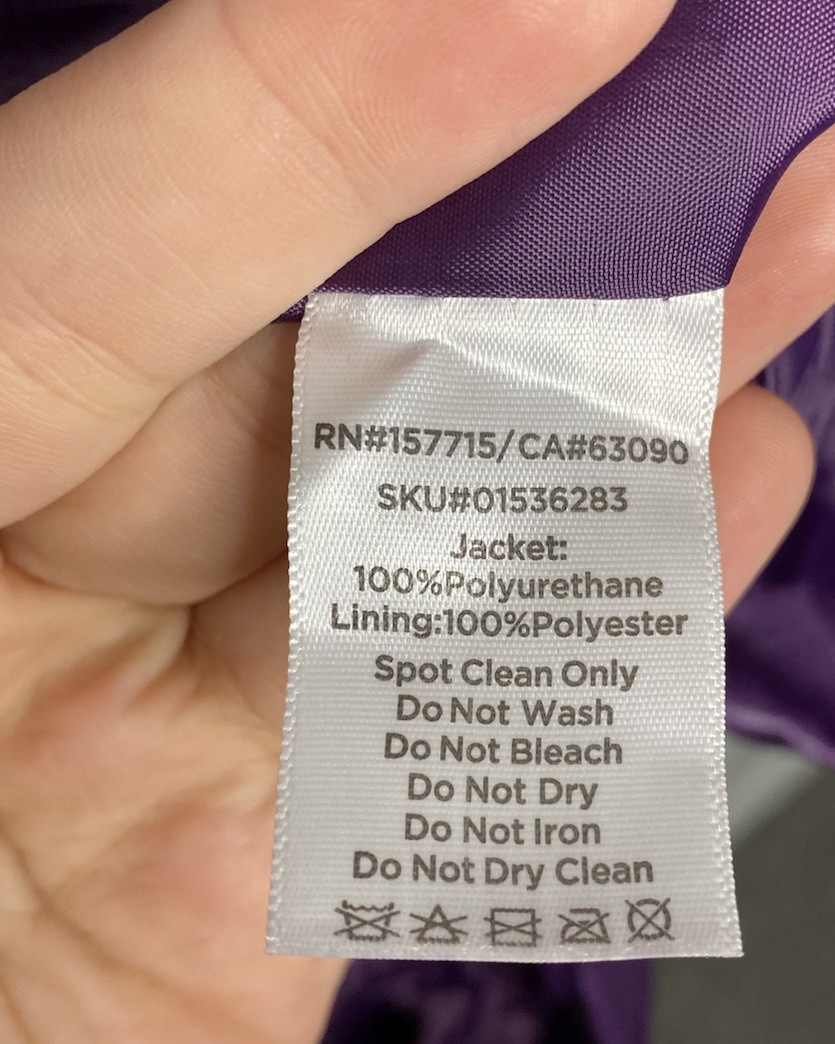 RN#157715/CA#63090
SKU#01536283
Jacket:
100%Polyurethane
Lining:100%Polyester
Spot Clean Only
Do Not Wash
Do Not Bleach
Do Not Dry
Do Not Iron
Do Not Dry Clean